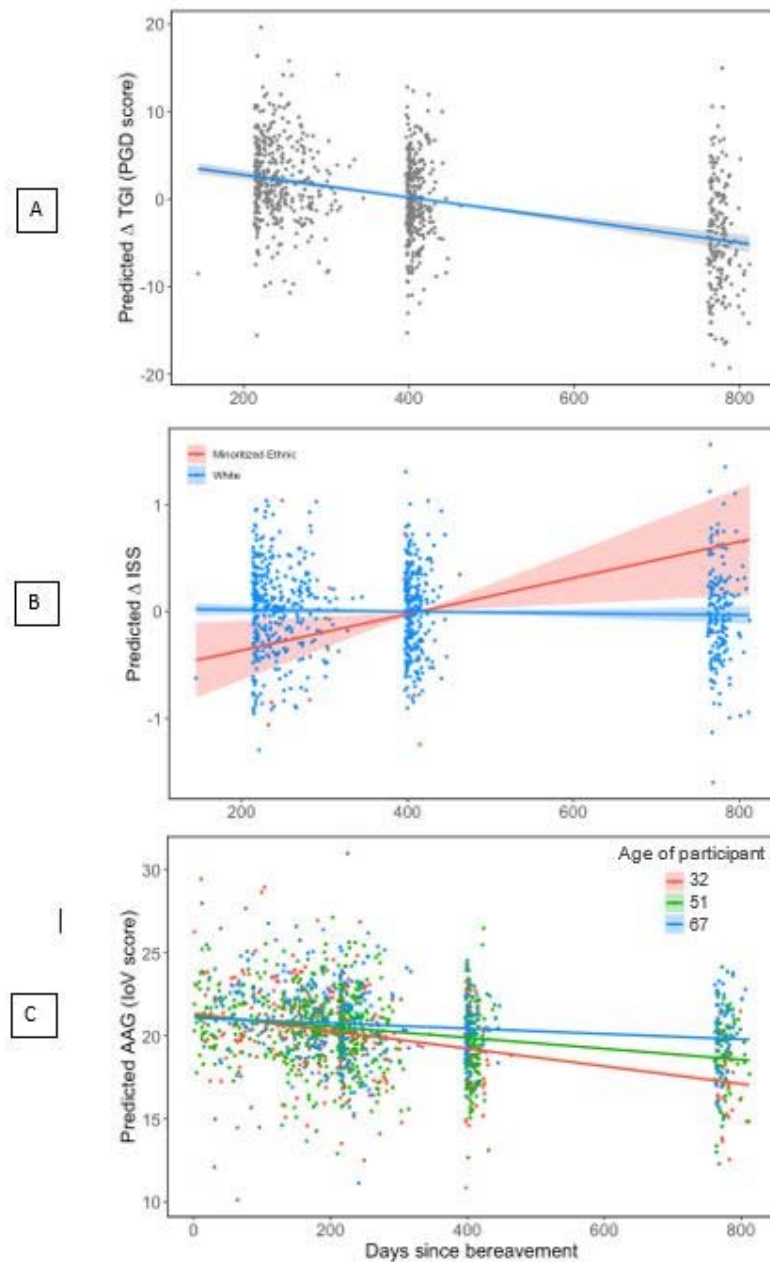 A
Predicted Δ TGI (PGD score)
20
10
0
-10
-20
200
400
600
800
B
Predicted Δ ISS
Minoritized Ethnic
White
1
0
-1
200
400
600
800
C
Predicted AAG (IoV score)
Age of participant
32
51
67
30
25
20
15
10
0
200
400
600
800
Days since bereavement